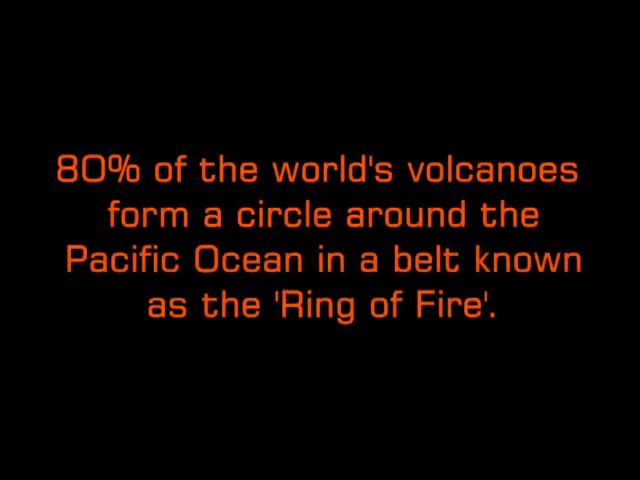 80% of the world's volcanoes
form a circle around the
Pacific Ocean in a belt known
as the 'Ring of Fire'.